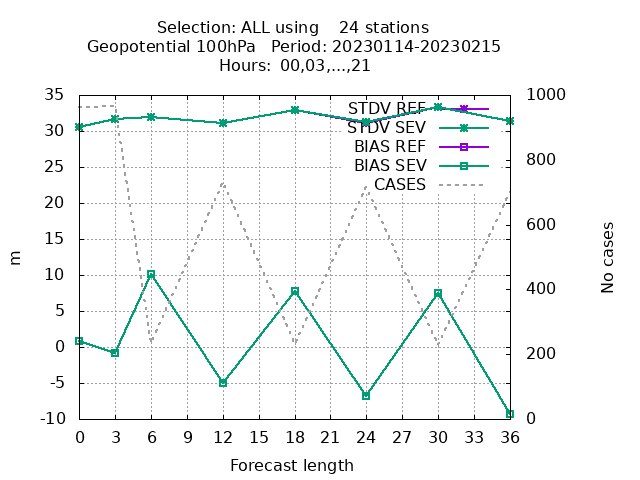 Selection: ALL using 24 stations
Geopotential 100hPa Period: 20230114-20230215
Hours: 00,03,...,21
35
30
25
20
15
10
5
0
-5
-10
m
1000
800
600
400
200
0
No cases
STDV REF
STDV SEV
BIAS REF
BIAS SEV
CASES
0 3 6 9 12 15 18 21 24 27 30 33 36
Forecast length